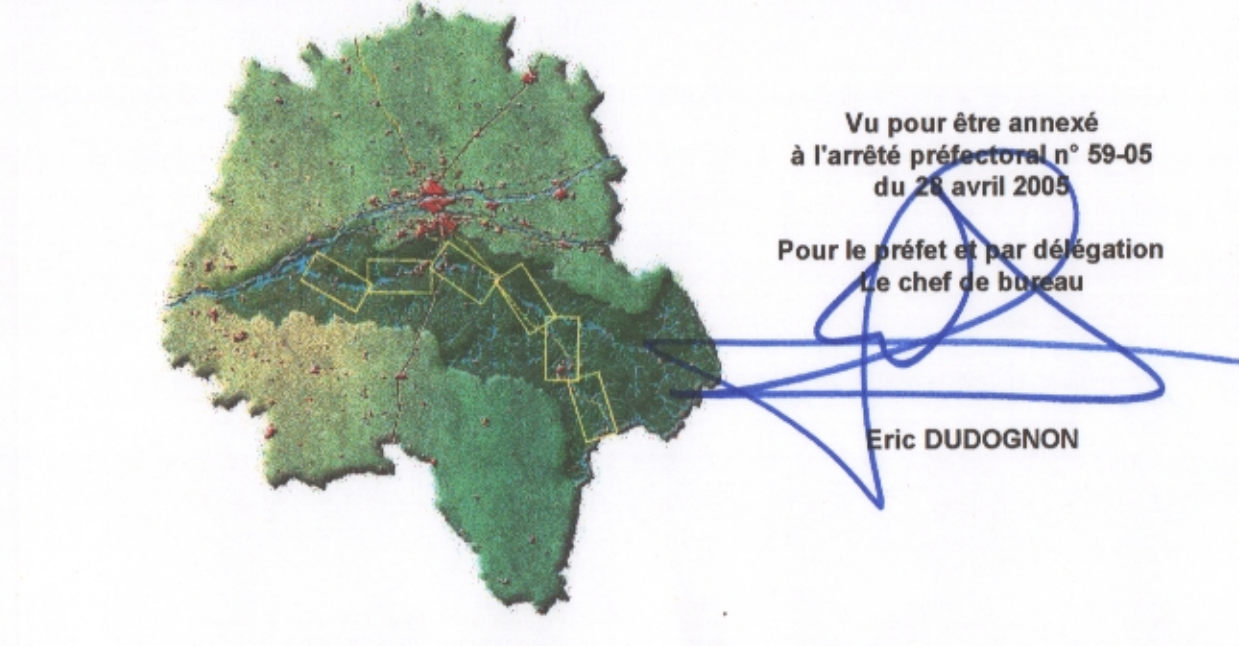 Vu pour être annexé
à l'arrêté préfectoral n° 59-05
du 28 avril 2005
Pour le préfet et par délégation
Le chef de bureau
Eric DUDOGNON